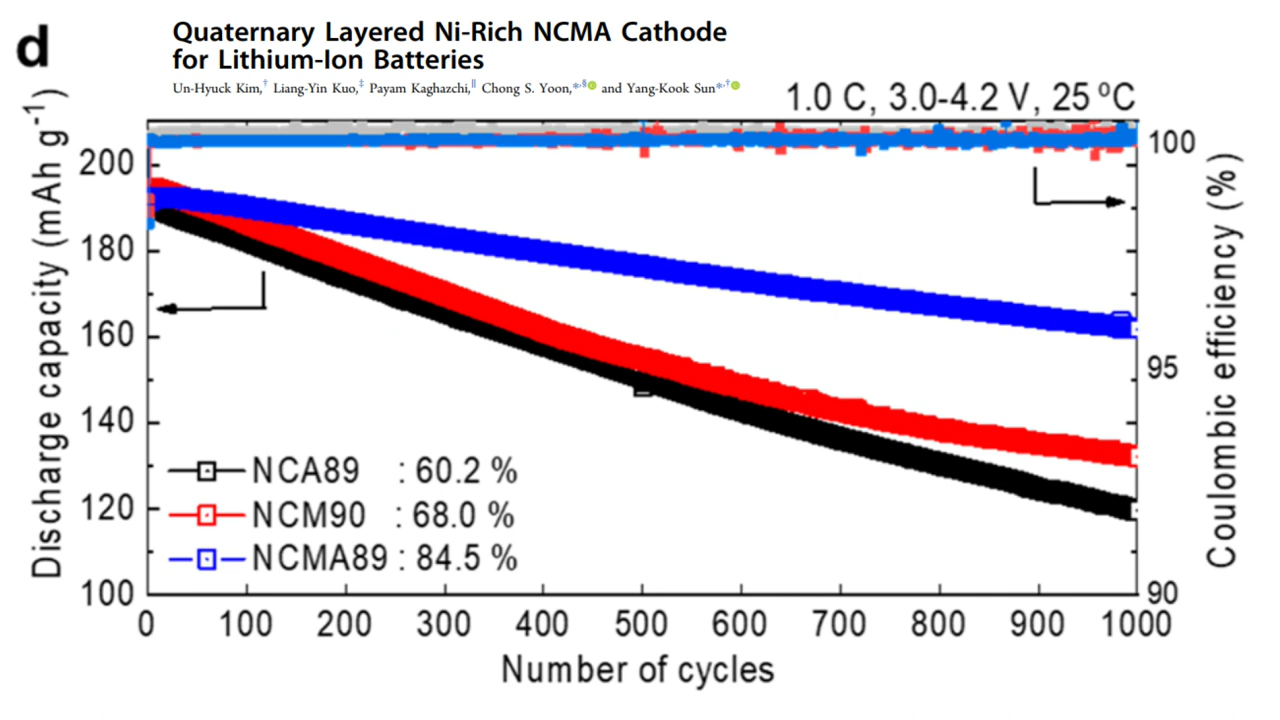 d
Quaternary Layered Ni-Rich NCMA Cathode
for Lithium-Ion Batteries
Un-Hyuck Kim,† Liang-Yin Kuo,‡ Payam Kaghazchi,∥ Chong S. Yoon,*,§ and Yang-Kook Sun*,†
1.0 C, 3.0-4.2 V, 25 ºC
Discharge capacity (mAh g⁻¹)
200
180
160
140
120
100
100
95
90
Coulombic efficiency (%)
NCA89 : 60.2 %
NCM90 : 68.0 %
NCMA89 : 84.5 %
0 100 200 300 400 500 600 700 800 900 1000
Number of cycles